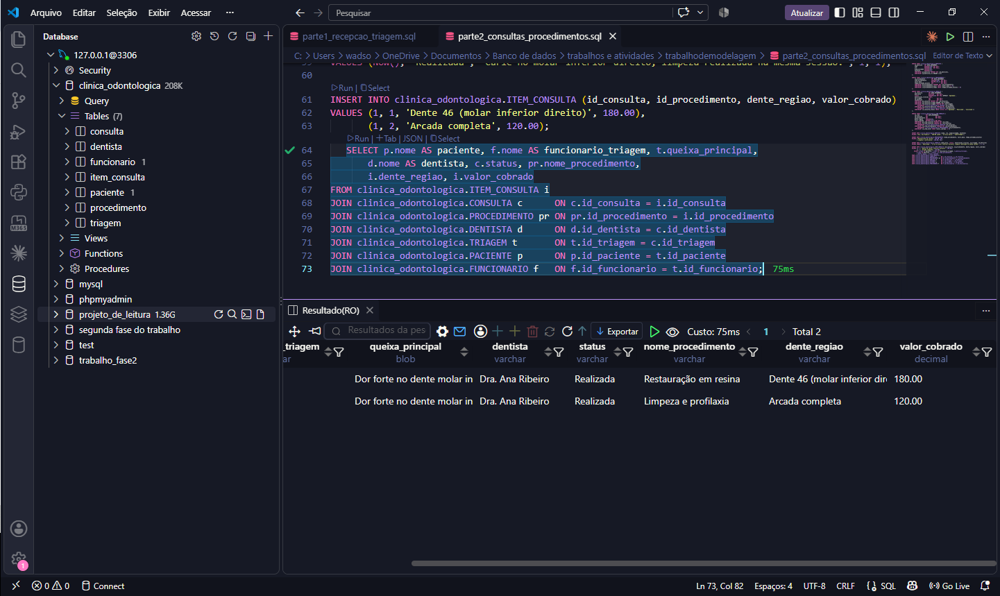 Arquivo Editar Seleção Exibir Acessar ··· Pesquisar Atualizar
Database
127.0.0.1@3306
Security
clinica_odontologica 208K
Query
Tables (7)
consulta
dentista
funcionario 1
item_consulta
paciente 1
procedimento
triagem
Views
Functions
Procedures
mysql
phpmyadmin
projeto_de_leitura 1.36G
segunda fase do trabalho
test
trabalho_fase2
parte1_recepcao_triagem.sql parte2_consultas_procedimentos.sql
C: > Users > wadso > OneDrive > Documentos > Banco de dados > trabalhos e atividades > trabalhodemodelagem > parte2_consultas_procedimentos.sql Editor de Texto
60
Run | Select
61 INSERT INTO clinica_odontologica.ITEM_CONSULTA (id_consulta, id_procedimento, dente_regiao, valor_cobrado)
62 VALUES (1, 1, 'Dente 46 (molar inferior direito)', 180.00),
63 (1, 2, 'Arcada completa', 120.00);
Run | +Tab | JSON | Select
64 SELECT p.nome AS paciente, f.nome AS funcionario_triagem, t.queixa_principal,
65 d.nome AS dentista, c.status, pr.nome_procedimento,
66 i.dente_regiao, i.valor_cobrado
67 FROM clinica_odontologica.ITEM_CONSULTA i
68 JOIN clinica_odontologica.CONSULTA c ON c.id_consulta = i.id_consulta
69 JOIN clinica_odontologica.PROCEDIMENTO pr ON pr.id_procedimento = i.id_procedimento
70 JOIN clinica_odontologica.DENTISTA d ON d.id_dentista = c.id_dentista
71 JOIN clinica_odontologica.TRIAGEM t ON t.id_triagem = c.id_triagem
72 JOIN clinica_odontologica.PACIENTE p ON p.id_paciente = t.id_paciente
73 JOIN clinica_odontologica.FUNCIONARIO f ON f.id_funcionario = t.id_funcionario; 75ms
Resultado(RO)
Resultados da pes Exportar Custo: 75ms 1 Total 2
_triagem queixa_principal dentista status nome_procedimento dente_regiao valor_cobrado
ar blob varchar varchar varchar varchar decimal
Dor forte no dente molar in Dra. Ana Ribeiro Realizada Restauração em resina Dente 46 (molar inferior dire 180.00
Dor forte no dente molar in Dra. Ana Ribeiro Realizada Limpeza e profilaxia Arcada completa 120.00
M365
1
0 0 Connect Ln 73, Col 82 Espaços: 4 UTF-8 CRLF SQL Go Live